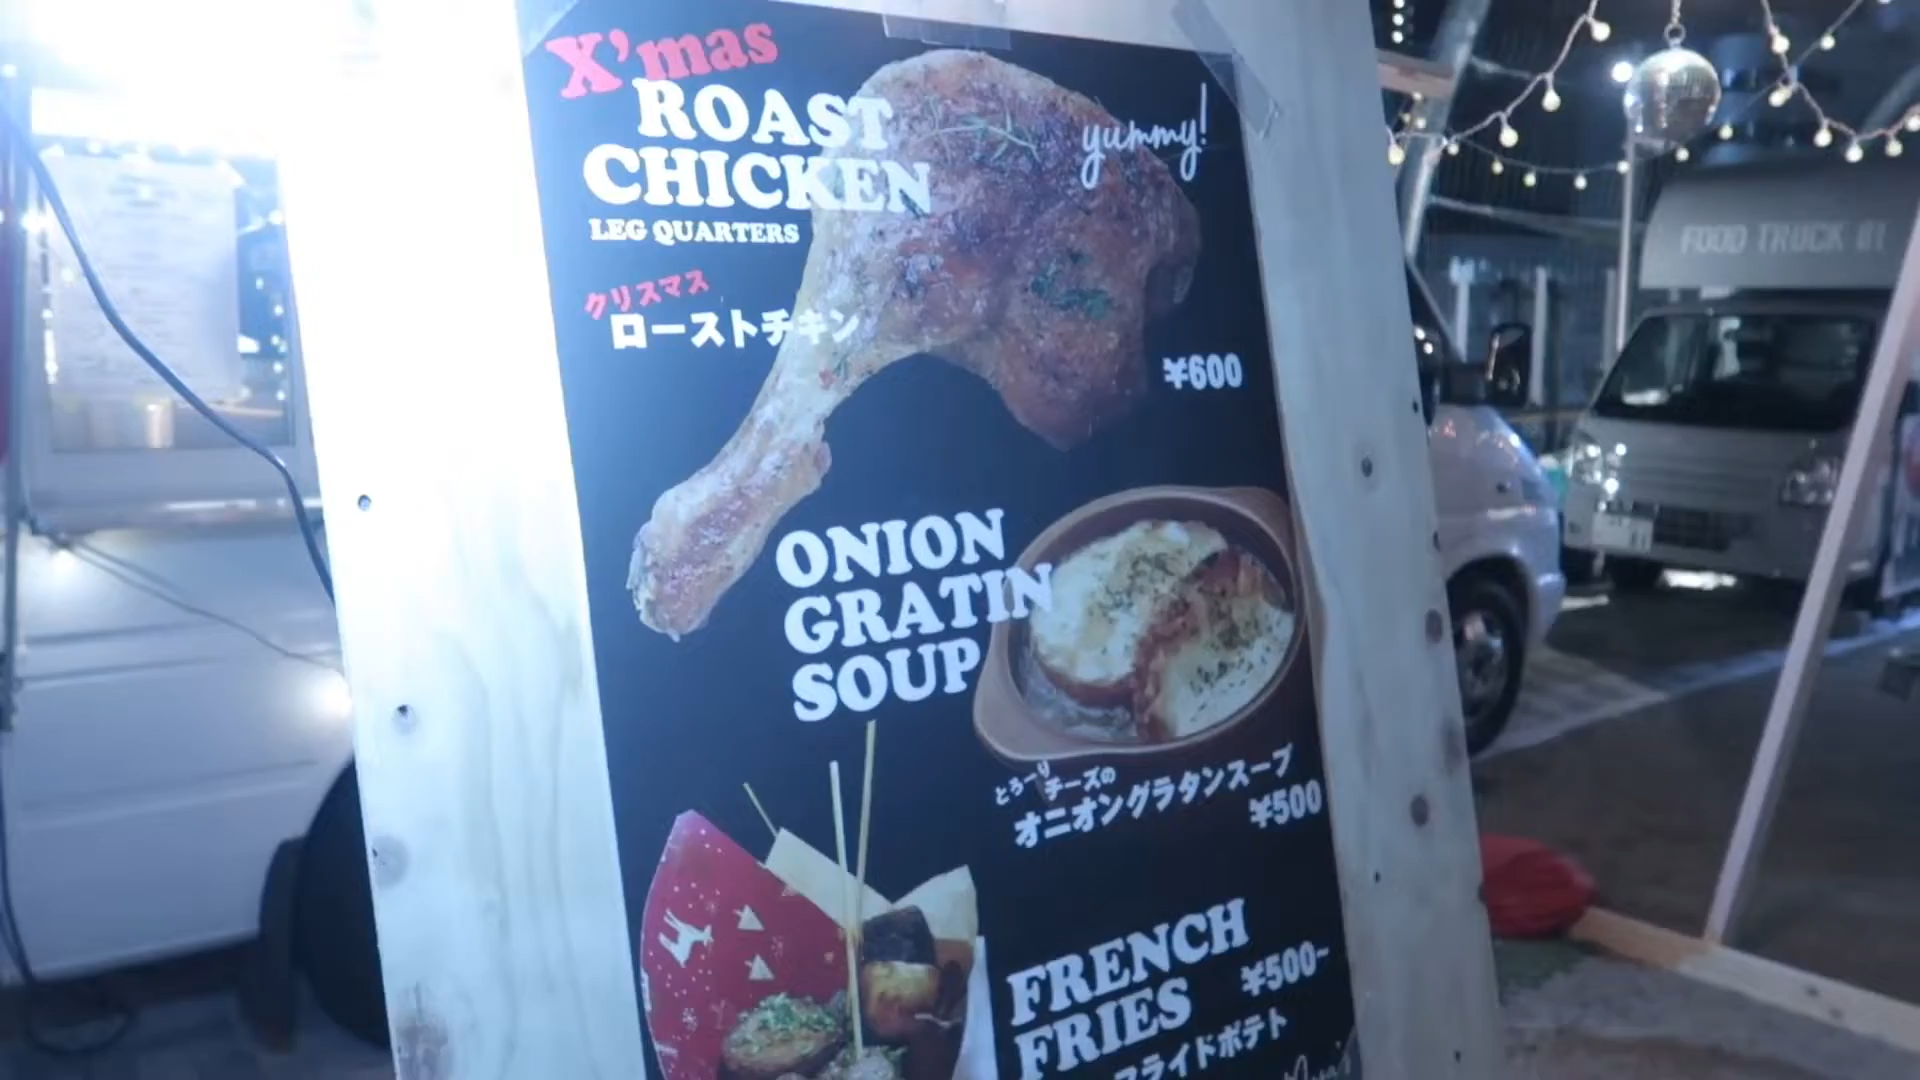 X'mas
ROAST
CHICKEN
LEG QUARTERS
yummy!
クリスマス
ローストチキン
¥600
ONION
GRATIN
SOUP
とろーりチーズの
オニオングラタンスープ
¥500
FRENCH
FRIES
¥500~
フライドポテト
FOOD TRUCK 01